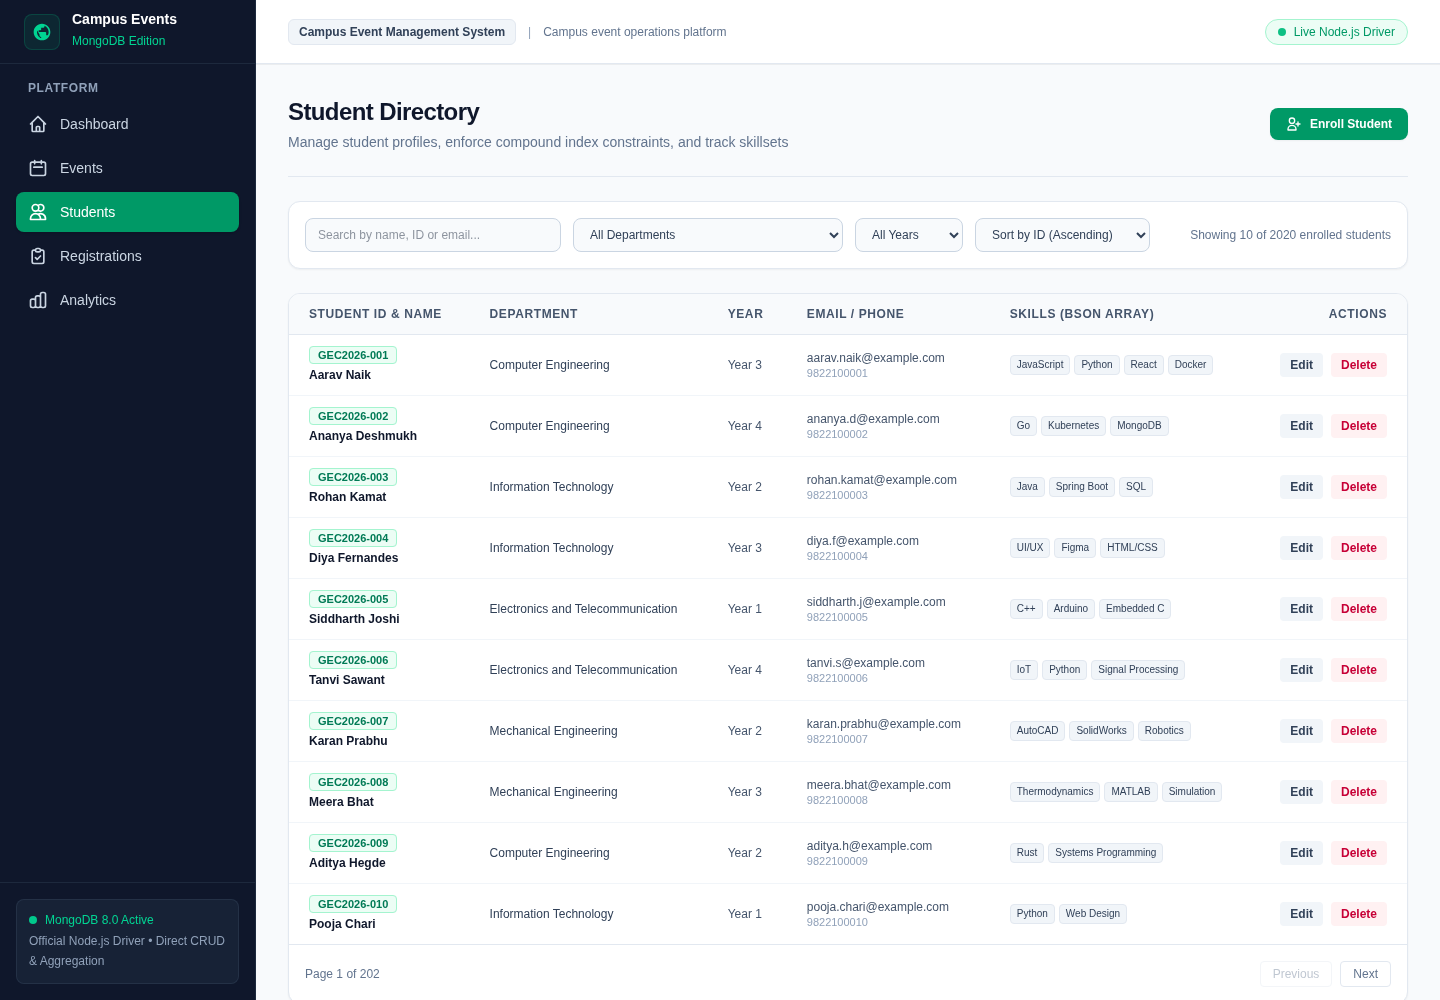 Campus Events
MongoDB Edition
PLATFORM
Dashboard
Events
Students
Registrations
Analytics
MongoDB 8.0 Active
Official Node.js Driver • Direct CRUD
& Aggregation
Campus Event Management System | Campus event operations platform
Live Node.js Driver
Student Directory
Manage student profiles, enforce compound index constraints, and track skillsets
Enroll Student
Search by name, ID or email...
All Departments
All Years
Sort by ID (Ascending)
Showing 10 of 2020 enrolled students
STUDENT ID & NAME DEPARTMENT YEAR EMAIL / PHONE SKILLS (BSON ARRAY) ACTIONS
GEC2026-001
Aarav Naik
Computer Engineering
Year 3
aarav.naik@example.com
9822100001
JavaScript Python React Docker
Edit Delete
GEC2026-002
Ananya Deshmukh
Computer Engineering
Year 4
ananya.d@example.com
9822100002
Go Kubernetes MongoDB
Edit Delete
GEC2026-003
Rohan Kamat
Information Technology
Year 2
rohan.kamat@example.com
9822100003
Java Spring Boot SQL
Edit Delete
GEC2026-004
Diya Fernandes
Information Technology
Year 3
diya.f@example.com
9822100004
UI/UX Figma HTML/CSS
Edit Delete
GEC2026-005
Siddharth Joshi
Electronics and Telecommunication
Year 1
siddharth.j@example.com
9822100005
C++ Arduino Embedded C
Edit Delete
GEC2026-006
Tanvi Sawant
Electronics and Telecommunication
Year 4
tanvi.s@example.com
9822100006
IoT Python Signal Processing
Edit Delete
GEC2026-007
Karan Prabhu
Mechanical Engineering
Year 2
karan.prabhu@example.com
9822100007
AutoCAD SolidWorks Robotics
Edit Delete
GEC2026-008
Meera Bhat
Mechanical Engineering
Year 3
meera.bhat@example.com
9822100008
Thermodynamics MATLAB Simulation
Edit Delete
GEC2026-009
Aditya Hegde
Computer Engineering
Year 2
aditya.h@example.com
9822100009
Rust Systems Programming
Edit Delete
GEC2026-010
Pooja Chari
Information Technology
Year 1
pooja.chari@example.com
9822100010
Python Web Design
Edit Delete
Page 1 of 202
Previous Next